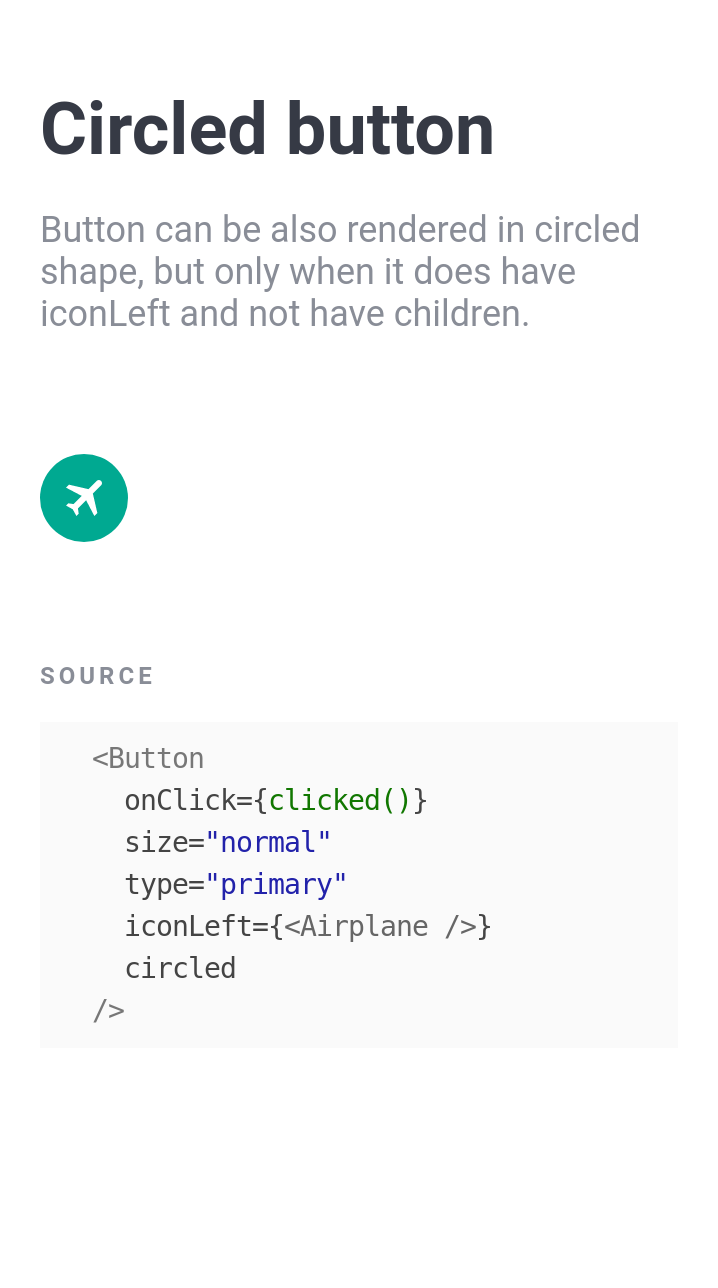 Circled button
Button can be also rendered in circled
shape, but only when it does have
iconLeft and not have children.
SOURCE
<Button
  onClick={clicked()}
  size="normal"
  type="primary"
  iconLeft={<Airplane />}
  circled
/>